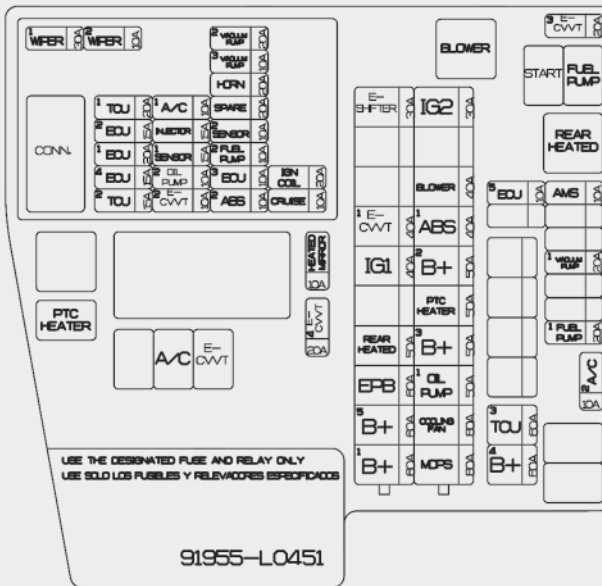 1 WIPER 30A
2 WIPER 10A
2 VACUUM PUMP 20A
3 VACUUM PUMP 10A
HORN 20A
1 TCU 20A
1 A/C 10A
SPARE
2 ECU 15A
INJECTOR 15A
2 SENSOR 10A
CONN.
1 ECU 20A
1 SENSOR
2 FUEL PUMP 10A
4 ECU 15A
2 OIL PUMP 10A
3 ECU 10A
IGN COIL 20A
2 TCU 15A
2 E-CVVT
2 ABS 10A
CRUISE 10A
HEATED MIRROR 10A
4 E-CVVT 20A
PTC HEATER
A/C
E-CVVT
BLOWER
3 E-CVVT 20A
START
FUEL PUMP
REAR HEATED
E-SHIFTER
IG2
BLOWER
1 E-CVVT
1 ABS
IG1
2 B+
PTC HEATER
REAR HEATED
3 B+
EPB
1 OIL PUMP
5 B+
COOLING FAN
1 B+
MDPS
5 ECU 10A
AMS 10A
1 VACUUM PUMP 20A
1 FUEL PUMP 20A
2 A/C 10A
3 TCU
4 B+
USE THE DESIGNATED FUSE AND RELAY ONLY
USE SOLO LOS FUSIBLES Y RELEVADORES ESPECIFICADOS
91955-L0451